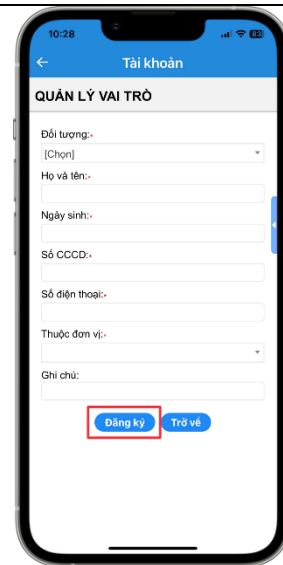 10:28
83
Tài khoản
QUẢN LÝ VAI TRÒ
Đối tượng:*
[Chọn]
Họ và tên:*
Ngày sinh:*
Số CCCD:*
Số điện thoại:*
Thuộc đơn vị:*
Ghi chú:
Đăng ký Trở về